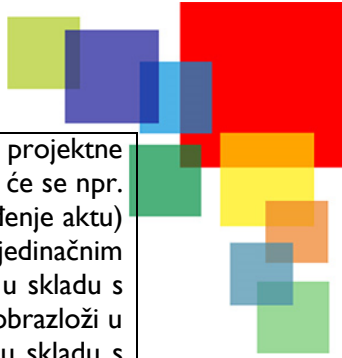 projektne
će se npr.
đenje aktu)
jedinačnim
u skladu s
obrazloži u
u skladu s